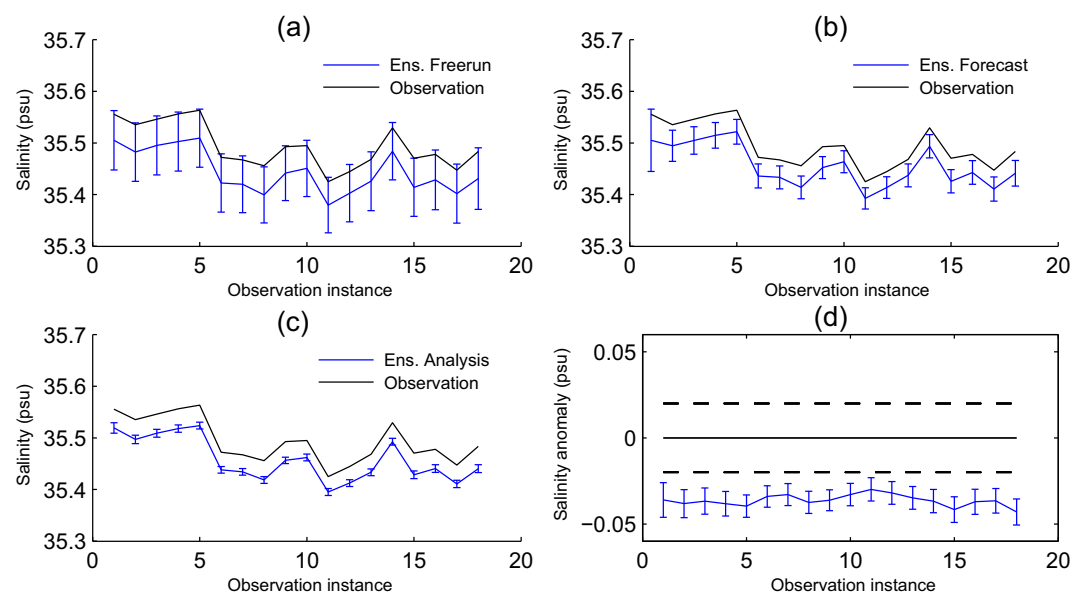 (a)
35.7
35.6
35.5
35.4
35.3
Salinity (psu)
Ens. Freerun
Observation
0
5
10
15
20
Observation instance
(b)
35.7
35.6
35.5
35.4
35.3
Salinity (psu)
Ens. Forecast
Observation
0
5
10
15
20
Observation instance
(c)
35.7
35.6
35.5
35.4
35.3
Salinity (psu)
Ens. Analysis
Observation
0
5
10
15
20
Observation instance
(d)
0.05
0
−0.05
Salinity anomaly (psu)
0
5
10
15
20
Observation instance